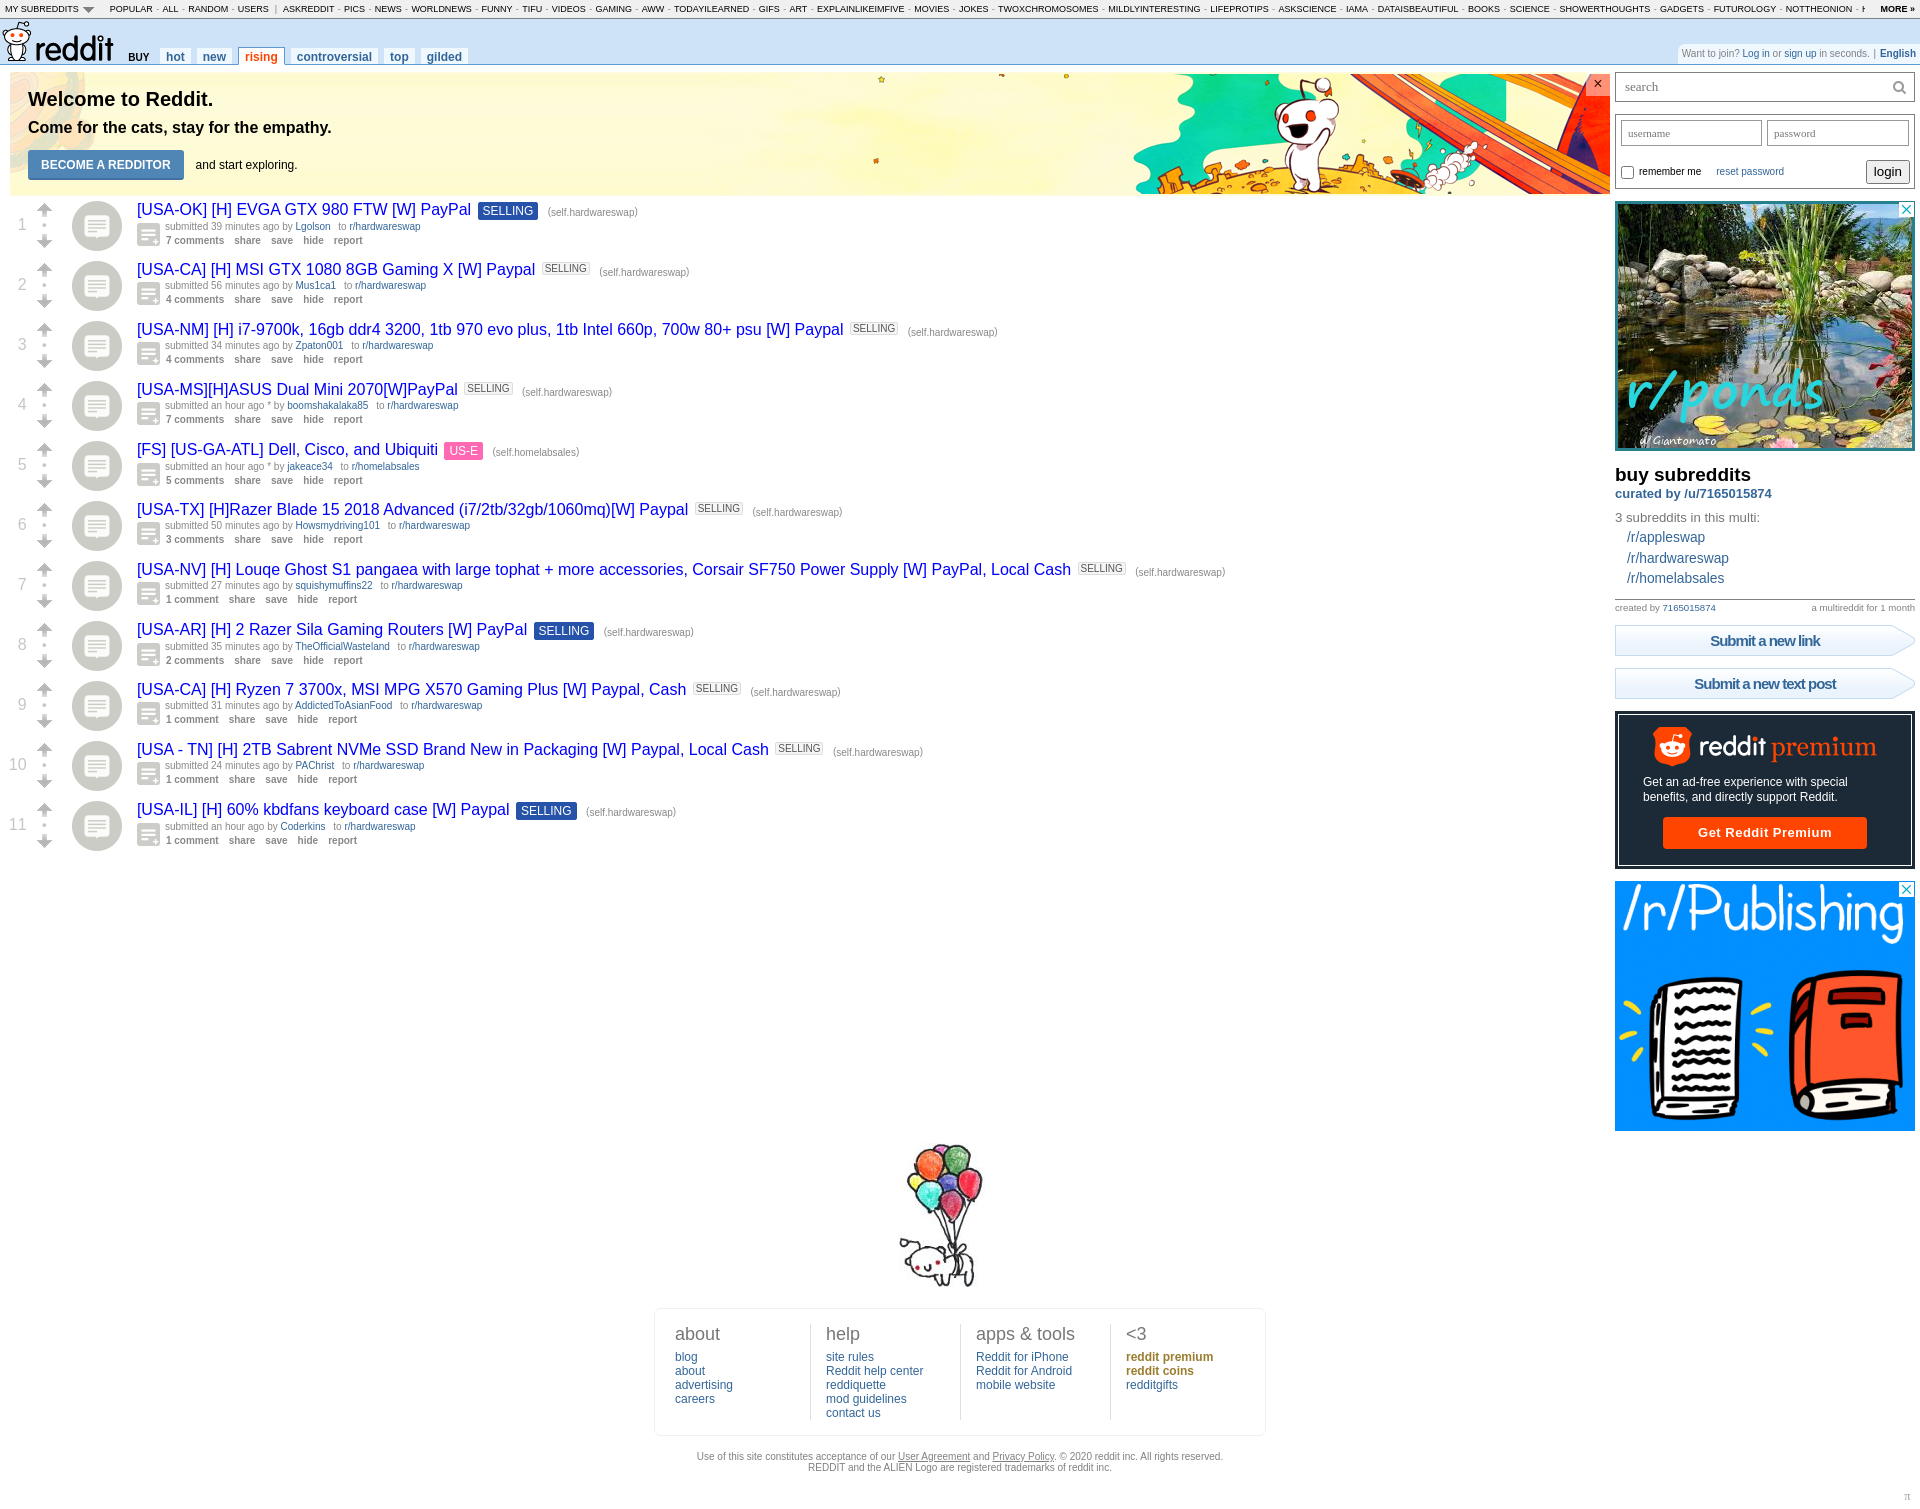 MY SUBREDDITS POPULAR - ALL - RANDOM - USERS | ASKREDDIT - PICS - NEWS - WORLDNEWS - FUNNY - TIFU - VIDEOS - GAMING - AWW - TODAYILEARNED - GIFS - ART - EXPLAINLIKEIMFIVE - MOVIES - JOKES - TWOXCHROMOSOMES - MILDLYINTERESTING - LIFEPROTIPS - ASKSCIENCE - IAMA - DATAISBEAUTIFUL - BOOKS - SCIENCE - SHOWERTHOUGHTS - GADGETS - FUTUROLOGY - NOTTHEONION - MORE »
reddit BUY hot new rising controversial top gilded
Want to join? Log in or sign up in seconds. | English
Welcome to Reddit.
Come for the cats, stay for the empathy.
BECOME A REDDITOR and start exploring.
×
1
[USA-OK] [H] EVGA GTX 980 FTW [W] PayPal SELLING (self.hardwareswap)
submitted 39 minutes ago by Lgolson to r/hardwareswap
7 comments share save hide report
2
[USA-CA] [H] MSI GTX 1080 8GB Gaming X [W] Paypal SELLING (self.hardwareswap)
submitted 56 minutes ago by Mus1ca1 to r/hardwareswap
4 comments share save hide report
3
[USA-NM] [H] i7-9700k, 16gb ddr4 3200, 1tb 970 evo plus, 1tb Intel 660p, 700w 80+ psu [W] Paypal SELLING (self.hardwareswap)
submitted 34 minutes ago by Zpaton001 to r/hardwareswap
4 comments share save hide report
4
[USA-MS][H]ASUS Dual Mini 2070[W]PayPal SELLING (self.hardwareswap)
submitted an hour ago * by boomshakalaka85 to r/hardwareswap
7 comments share save hide report
5
[FS] [US-GA-ATL] Dell, Cisco, and Ubiquiti US-E (self.homelabsales)
submitted an hour ago * by jakeace34 to r/homelabsales
5 comments share save hide report
6
[USA-TX] [H]Razer Blade 15 2018 Advanced (i7/2tb/32gb/1060mq)[W] Paypal SELLING (self.hardwareswap)
submitted 50 minutes ago by Howsmydriving101 to r/hardwareswap
3 comments share save hide report
7
[USA-NV] [H] Louqe Ghost S1 pangaea with large tophat + more accessories, Corsair SF750 Power Supply [W] PayPal, Local Cash SELLING (self.hardwareswap)
submitted 27 minutes ago by squishymuffins22 to r/hardwareswap
1 comment share save hide report
8
[USA-AR] [H] 2 Razer Sila Gaming Routers [W] PayPal SELLING (self.hardwareswap)
submitted 35 minutes ago by TheOfficialWasteland to r/hardwareswap
2 comments share save hide report
9
[USA-CA] [H] Ryzen 7 3700x, MSI MPG X570 Gaming Plus [W] Paypal, Cash SELLING (self.hardwareswap)
submitted 31 minutes ago by AddictedToAsianFood to r/hardwareswap
1 comment share save hide report
10
[USA - TN] [H] 2TB Sabrent NVMe SSD Brand New in Packaging [W] Paypal, Local Cash SELLING (self.hardwareswap)
submitted 24 minutes ago by PAChrist to r/hardwareswap
1 comment share save hide report
11
[USA-IL] [H] 60% kbdfans keyboard case [W] Paypal SELLING (self.hardwareswap)
submitted an hour ago by Coderkins to r/hardwareswap
1 comment share save hide report
search
username password
remember me reset password login
r/ponds
u/Giantomato
buy subreddits
curated by /u/7165015874
3 subreddits in this multi:
/r/appleswap
/r/hardwareswap
/r/homelabsales
created by 7165015874 a multireddit for 1 month
Submit a new link
Submit a new text post
reddit premium
Get an ad-free experience with special
benefits, and directly support Reddit.
Get Reddit Premium
/r/Publishing
about
blog
about
advertising
careers
help
site rules
Reddit help center
reddiquette
mod guidelines
contact us
apps & tools
Reddit for iPhone
Reddit for Android
mobile website
<3
reddit premium
reddit coins
redditgifts
Use of this site constitutes acceptance of our User Agreement and Privacy Policy. © 2020 reddit inc. All rights reserved.
REDDIT and the ALIEN Logo are registered trademarks of reddit inc.
π